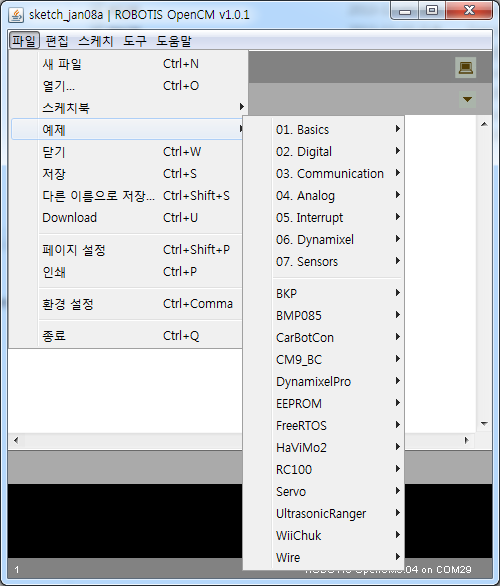 sketch_jan08a | ROBOTIS OpenCM v1.0.1
파일 편집 스케치 도구 도움말
새 파일 Ctrl+N
열기... Ctrl+O
스케치북
예제
닫기 Ctrl+W
저장 Ctrl+S
다른 이름으로 저장... Ctrl+Shift+S
Download Ctrl+U
페이지 설정 Ctrl+Shift+P
인쇄 Ctrl+P
환경 설정 Ctrl+Comma
종료 Ctrl+Q
01. Basics
02. Digital
03. Communication
04. Analog
05. Interrupt
06. Dynamixel
07. Sensors
BKP
BMP085
CarBotCon
CM9_BC
DynamixelPro
EEPROM
FreeRTOS
HaViMo2
RC100
Servo
UltrasonicRanger
WiiChuk
Wire
1 on COM29